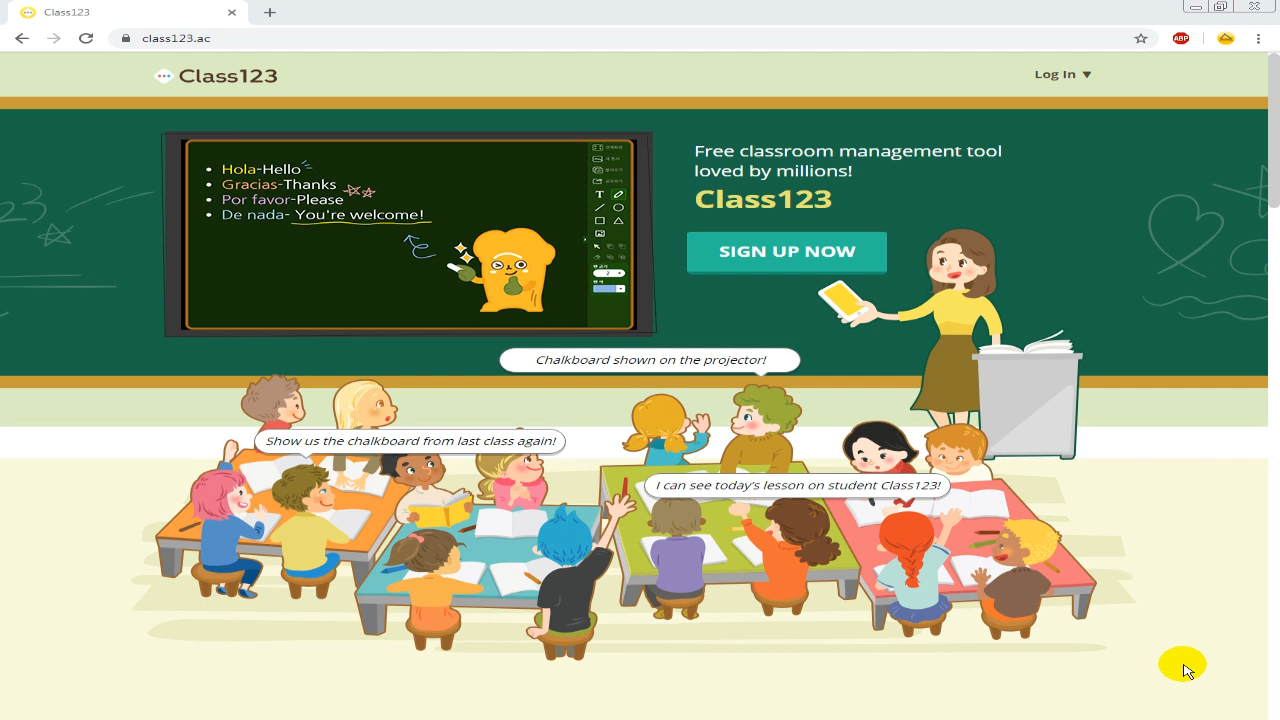 Class123
class123.ac
ABP
Class123
Log In ▼
• Hola-Hello
• Gracias-Thanks
• Por favor-Please
• De nada- You're welcome!
T
2
Free classroom management tool
loved by millions!
Class123
SIGN UP NOW
Chalkboard shown on the projector!
Show us the chalkboard from last class again!
I can see today's lesson on student Class123!